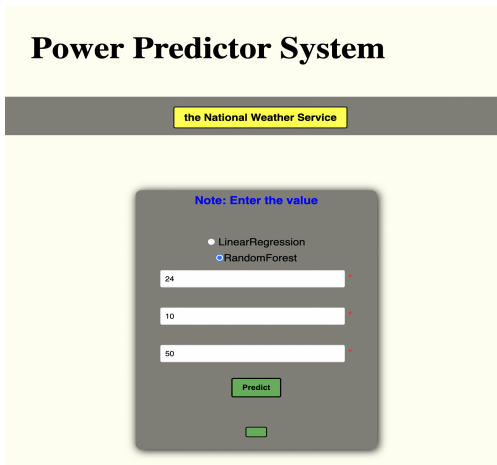 Power Predictor System
the National Weather Service
Note: Enter the value
LinearRegression
RandomForest
24 *
10 *
50 *
Predict